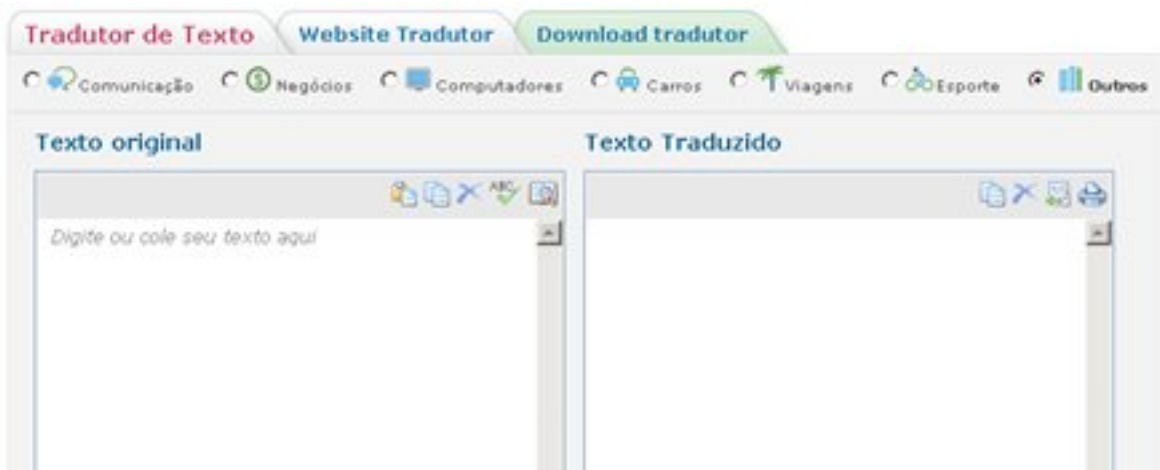 Tradutor de Texto Website Tradutor Download tradutor
Comunicação Negócios Computadores Carros Viagens Esporte Outros
Texto original Texto Traduzido
ABC
Digite ou cole seu texto aqui